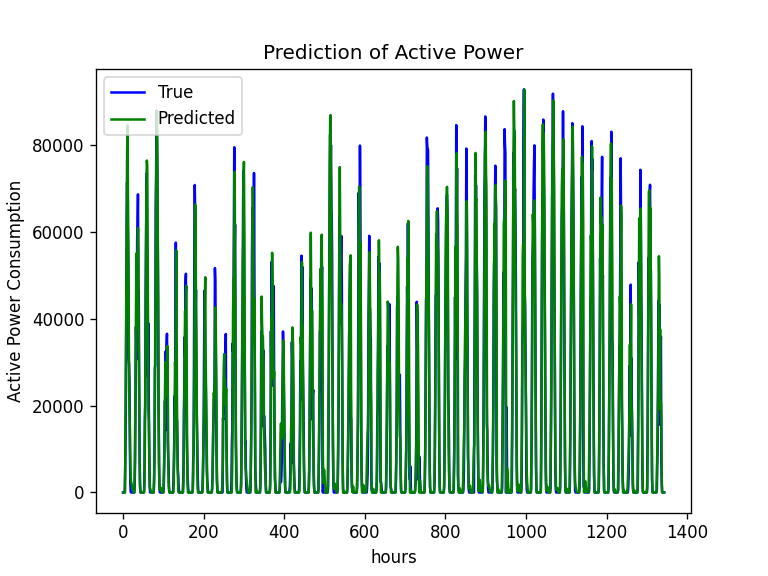 Prediction of Active Power
True
Predicted
Active Power Consumption
80000
60000
40000
20000
0
0 200 400 600 800 1000 1200 1400
hours